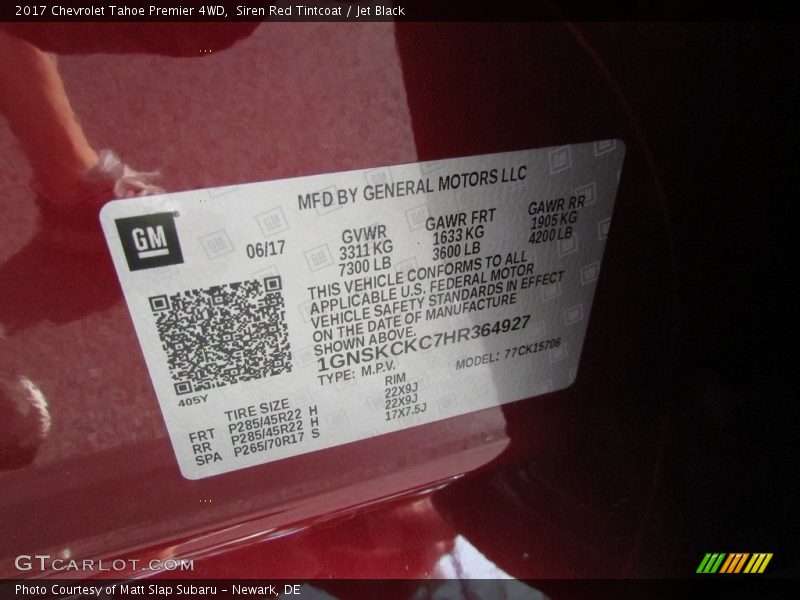 2017 Chevrolet Tahoe Premier 4WD,  Siren Red Tintcoat / Jet Black
MFD BY GENERAL MOTORS LLC
GM
06/17
GVWR
3311 KG
7300 LB
GAWR FRT
1633 KG
3600 LB
GAWR RR
1905 KG
4200 LB
THIS VEHICLE CONFORMS TO ALL
APPLICABLE U.S. FEDERAL MOTOR
VEHICLE SAFETY STANDARDS IN EFFECT
ON THE DATE OF MANUFACTURE
SHOWN ABOVE.
1GNSKCKC7HR364927
TYPE: M.P.V.
MODEL: 77CK15706
405Y
TIRE SIZE
RIM
FRT P285/45R22 H 22X9J
RR P285/45R22 H 22X9J
SPA P265/70R17 S 17X7.5J
GTCARLOT.COM
Photo Courtesy of Matt Slap Subaru - Newark, DE